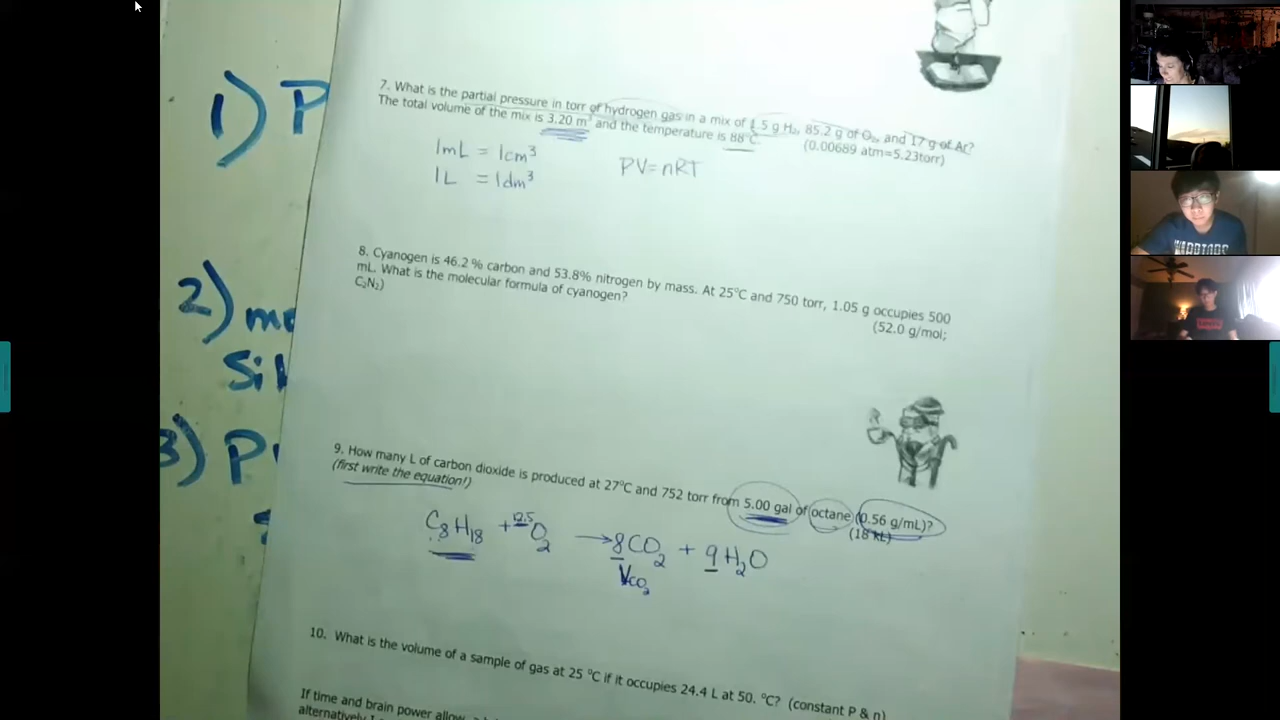 1) P
2) mo
Sil
3) P
7. What is the partial pressure in torr of hydrogen gas in a mix of 1.5 g H₂, 85.2 g of O₂, and 17 g of Ar?
The total volume of the mix is 3.20 m³ and the temperature is 88°C. (0.00689 atm=5.23torr)
1mL = 1cm³
1L = 1dm³
PV=nRT
8. Cyanogen is 46.2 % carbon and 53.8% nitrogen by mass. At 25°C and 750 torr, 1.05 g occupies 500
mL. What is the molecular formula of cyanogen? (52.0 g/mol;
C₂N₂)
9. How many L of carbon dioxide is produced at 27°C and 752 torr from 5.00 gal of octane (0.56 g/mL)?
(first write the equation!) (18 kL)
C₈H₁₈ + 12.5 O₂ → 8CO₂ + 9H₂O
Vco₂
10. What is the volume of a sample of gas at 25 °C if it occupies 24.4 L at 50. °C? (constant P & n)
If time and brain power allow,
alternatively I
WARRIORS